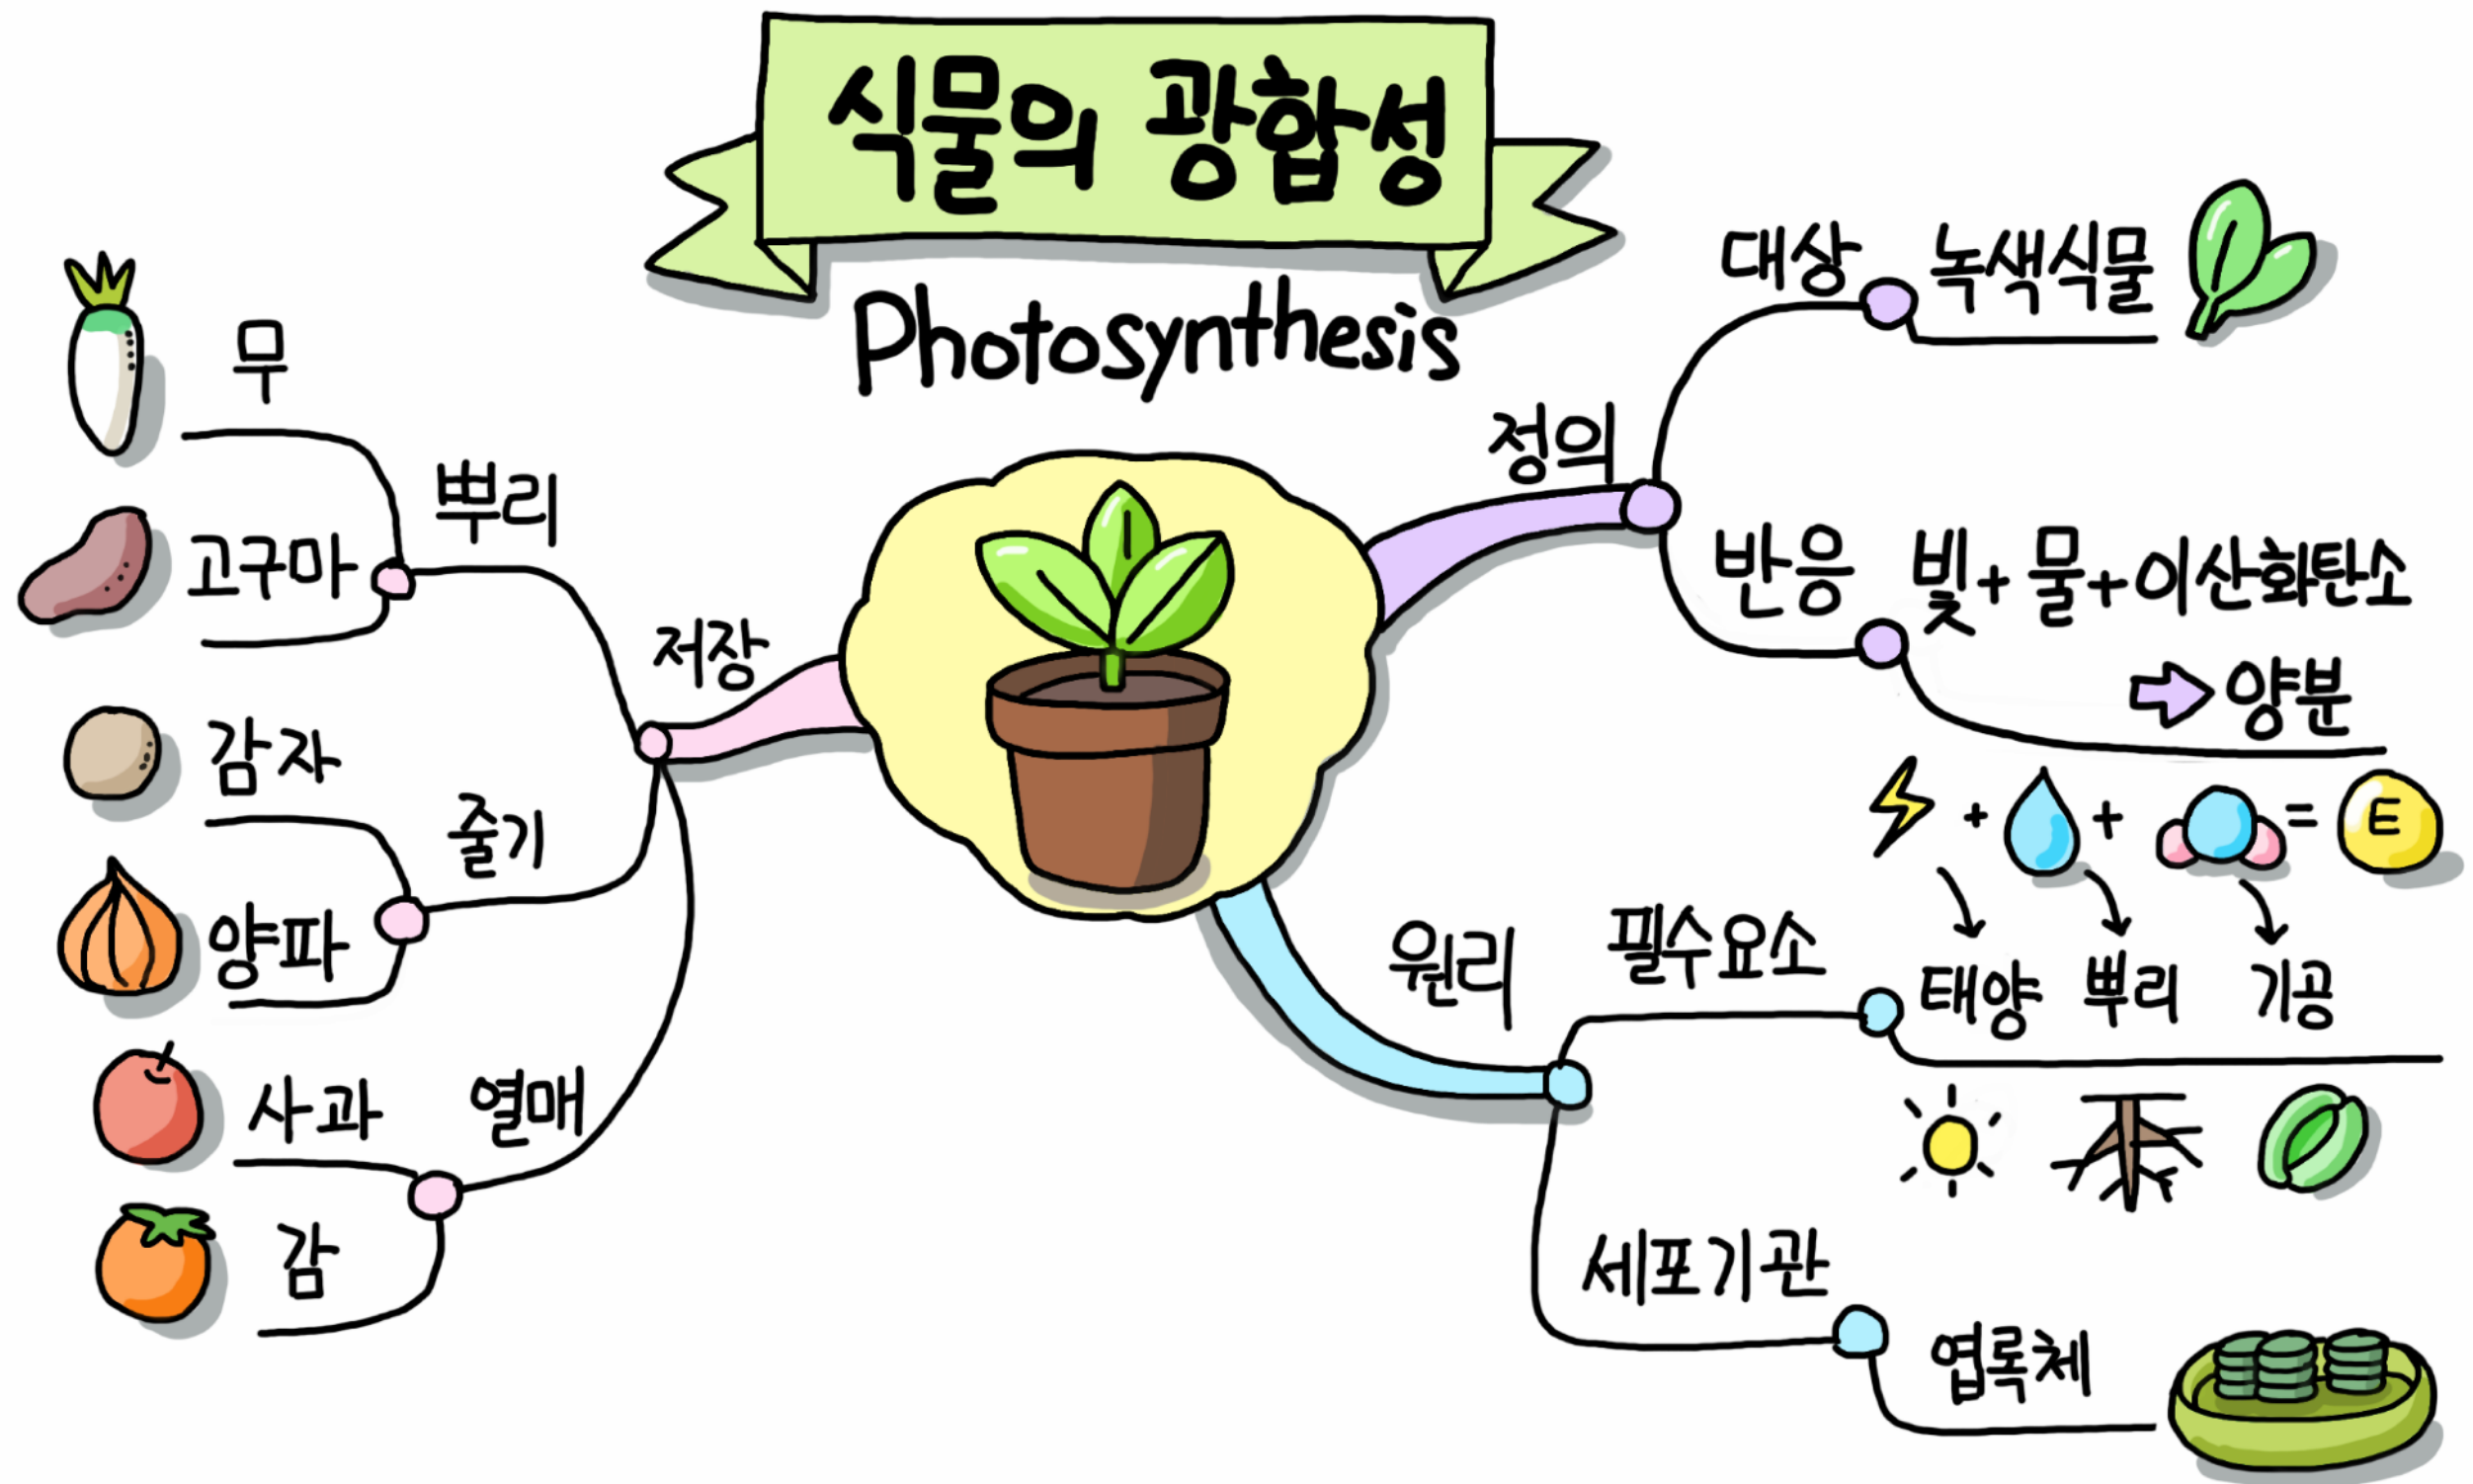 식물의 광합성
Photosynthesis
정의
대상
녹색식물
반응
빛+물+이산화탄소
양분
+ + = E
원리
필수요소
태양 뿌리 기공
세포기관
엽록체
저장
뿌리
무
고구마
줄기
감자
양파
열매
사과
감